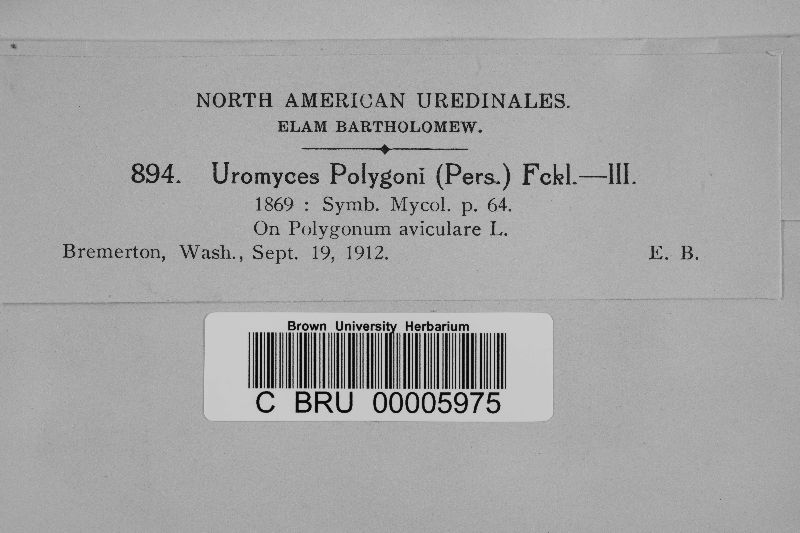 NORTH AMERICAN UREDINALES.
ELAM BARTHOLOMEW.
894. Uromyces Polygoni (Pers.) Fckl.—III.
1869 : Symb. Mycol. p. 64.
On Polygonum aviculare L.
Bremerton, Wash., Sept. 19, 1912. E. B.
Brown University Herbarium
C BRU 00005975